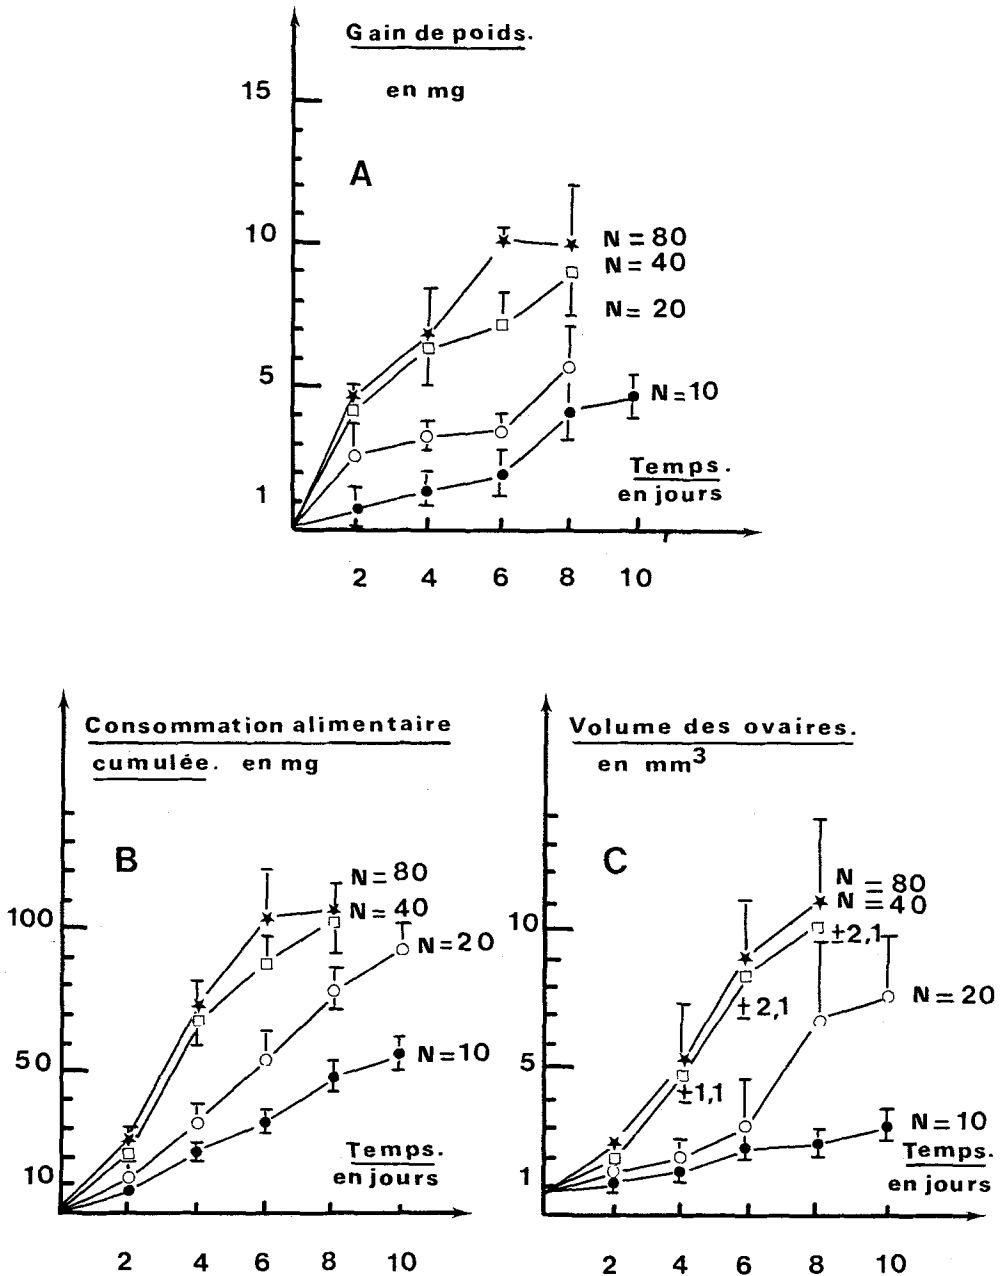 Gain de poids.
en mg
15
A
10
N = 80
N = 40
N = 20
5
N = 10
Temps.
en jours
1
2 4 6 8 10
Consommation alimentaire
cumulée. en mg
B
N = 80
100
N = 40
N = 20
50
N = 10
Temps.
en jours
10
2 4 6 8 10
Volume des ovaires.
en mm³
C
N = 80
N = 40
10
±2,1
N = 20
±2,1
5
±1,1
N = 10
Temps.
en jours
1
2 4 6 8 10